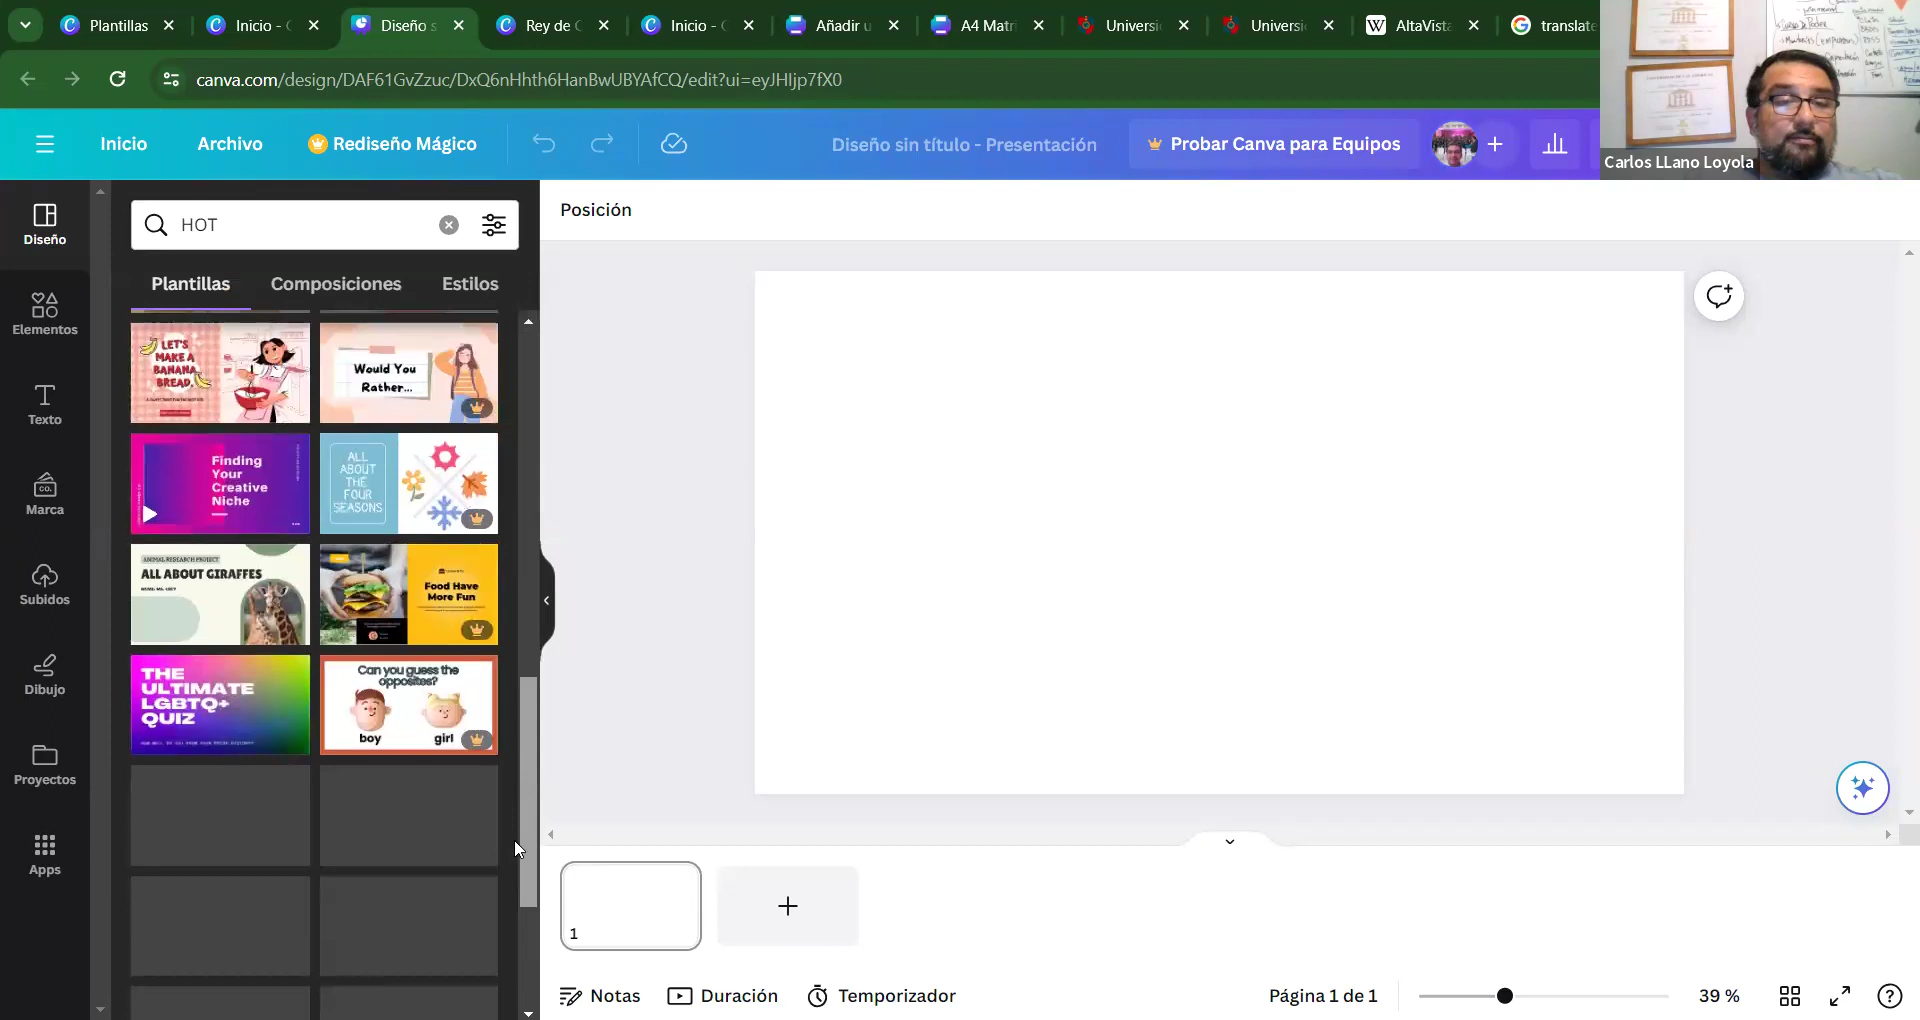 Plantillas
Inicio - C
Diseño s
Rey de C
Inicio - C
Añadir u
A4 Matri
Universi
Universi
AltaVista
translate
canva.com/design/DAF61GvZzuc/DxQ6nHhth6HanBwUBYAfCQ/edit?ui=eyJHIjp7fX0
Inicio
Archivo
Rediseño Mágico
Diseño sin título - Presentación
Probar Canva para Equipos
Carlos LLano Loyola
Diseño
Elementos
Texto
Marca
Subidos
Dibujo
Proyectos
Apps
HOT
Plantillas
Composiciones
Estilos
LET'S
MAKE A
BANANA
BREAD.
Would You
Rather...
Finding
Your
Creative
Niche
ALL
ABOUT
THE
FOUR
SEASONS
ANIMAL RESEARCH PROJECT
ALL ABOUT GIRAFFES
Food Have
More Fun
THE
ULTIMATE
LGBTQ+
QUIZ
Can you guess the
opposites?
boy
girl
Posición
1
Notas
Duración
Temporizador
Página 1 de 1
39 %